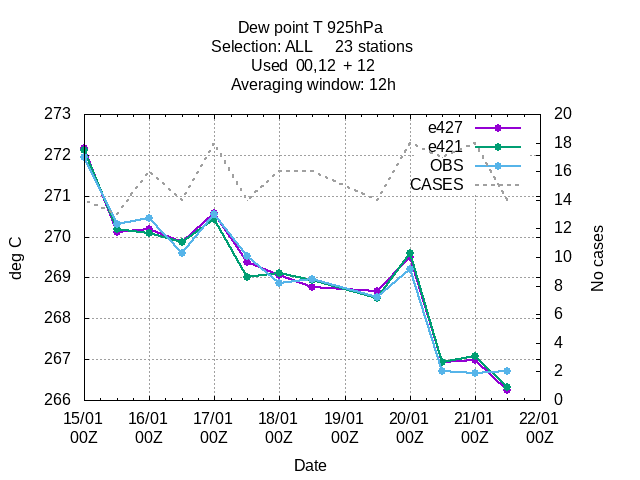 Dew point T 925hPa
Selection: ALL 23 stations
Used 00,12 + 12
Averaging window: 12h
273 20
e427 18
272 e421
OBS 16
CASES
271 14
270 12
269 10
8
268 6
267 4
2
266 0
deg C
No cases
15/01 16/01 17/01 18/01 19/01 20/01 21/01 22/01
00Z 00Z 00Z 00Z 00Z 00Z 00Z 00Z
Date